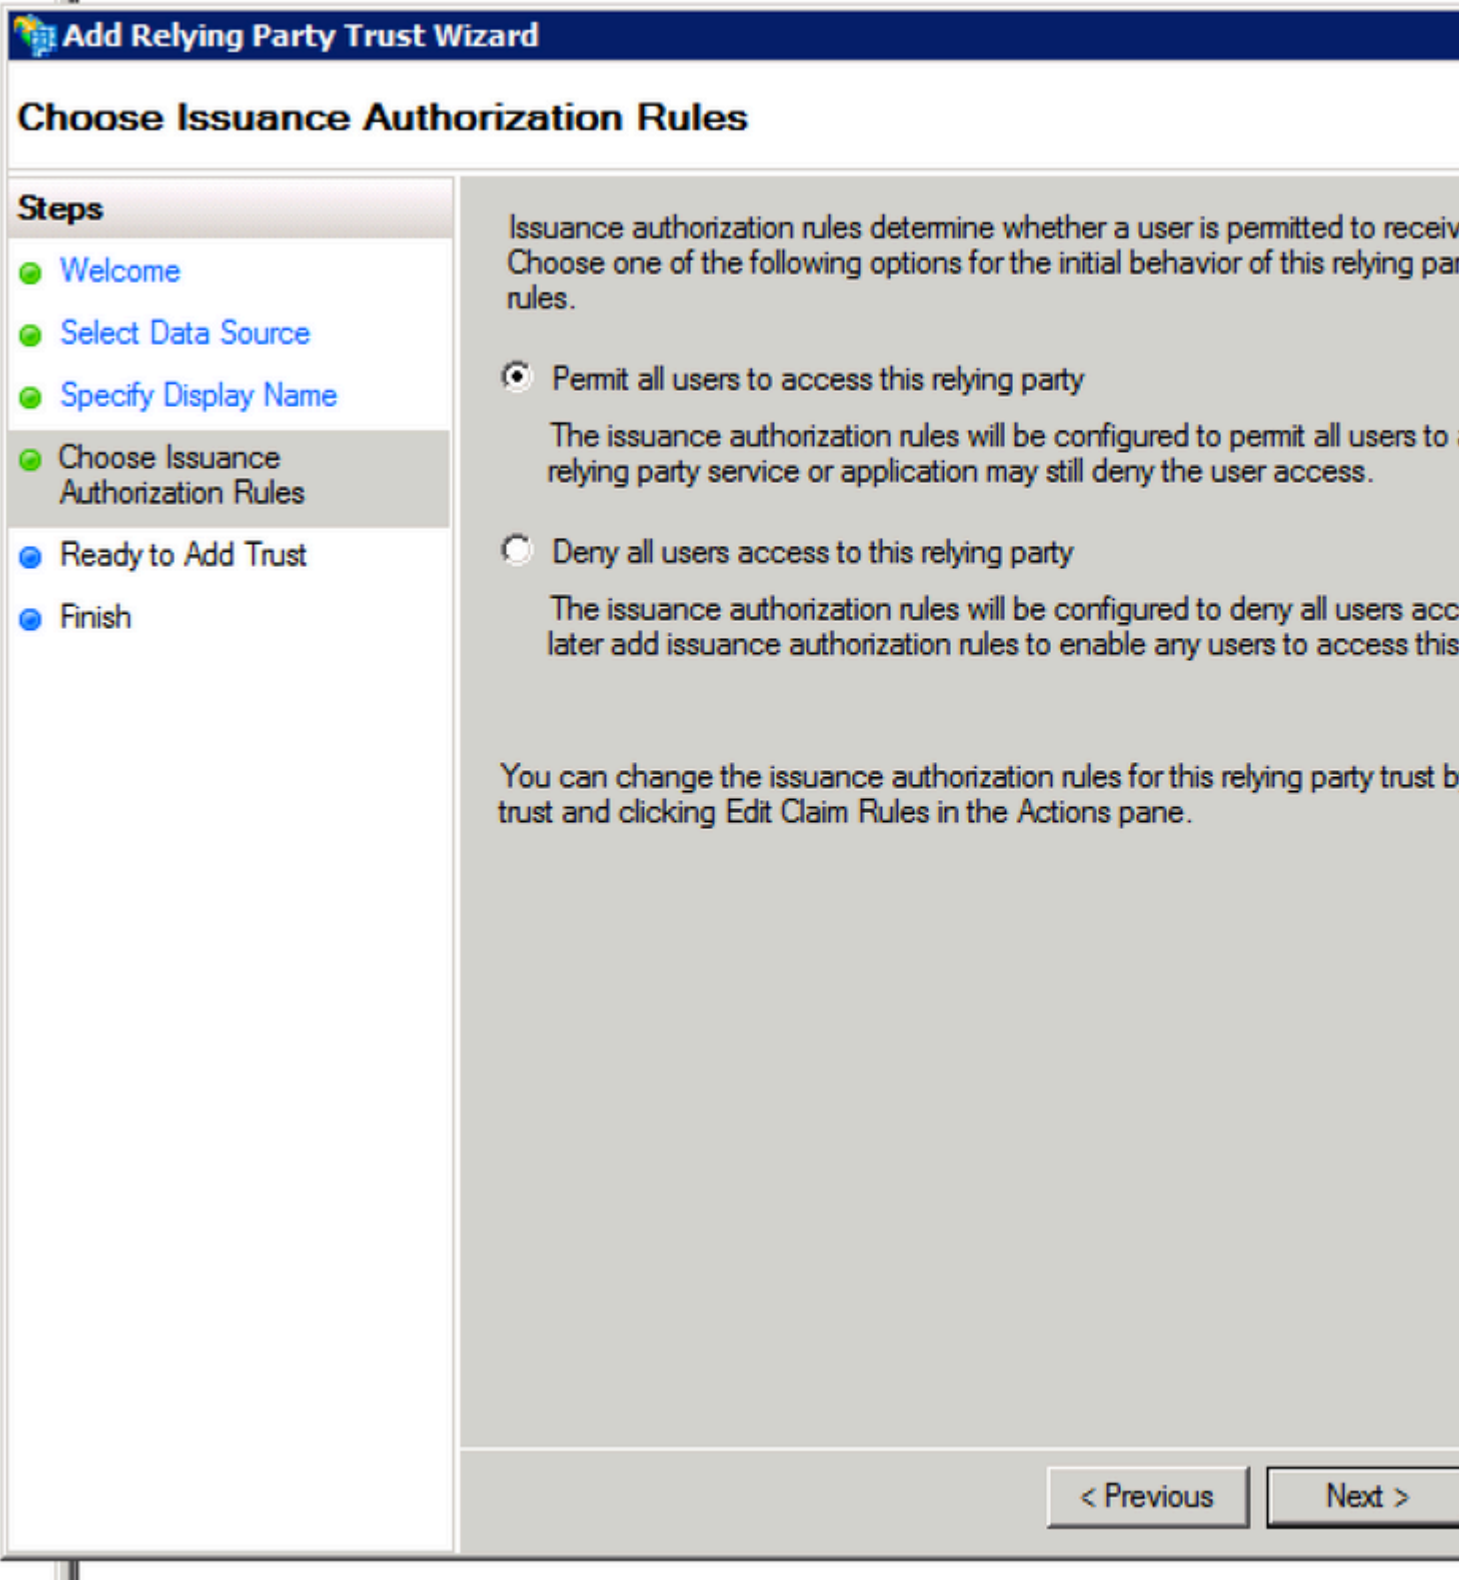 Add Relying Party Trust Wizard
Choose Issuance Authorization Rules
Steps
Welcome
Select Data Source
Specify Display Name
Choose Issuance
Authorization Rules
Ready to Add Trust
Finish
Issuance authorization rules determine whether a user is permitted to receiv
Choose one of the following options for the initial behavior of this relying par
rules.
Permit all users to access this relying party
The issuance authorization rules will be configured to permit all users to
relying party service or application may still deny the user access.
Deny all users access to this relying party
The issuance authorization rules will be configured to deny all users acc
later add issuance authorization rules to enable any users to access this
You can change the issuance authorization rules for this relying party trust b
trust and clicking Edit Claim Rules in the Actions pane.
< Previous
Next >